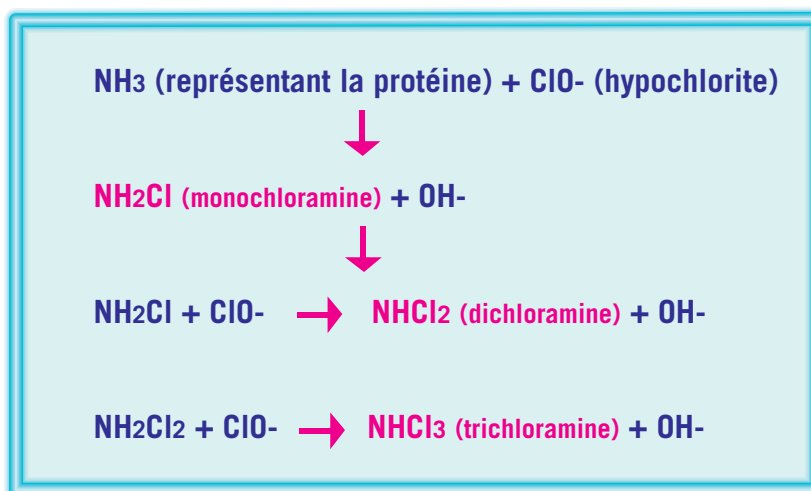 NH3 (représentant la protéine) + ClO- (hypochlorite)
NH2Cl (monochloramine) + OH-
NH2Cl + ClO- → NHCl2 (dichloramine) + OH-
NH2Cl2 + ClO- → NHCl3 (trichloramine) + OH-